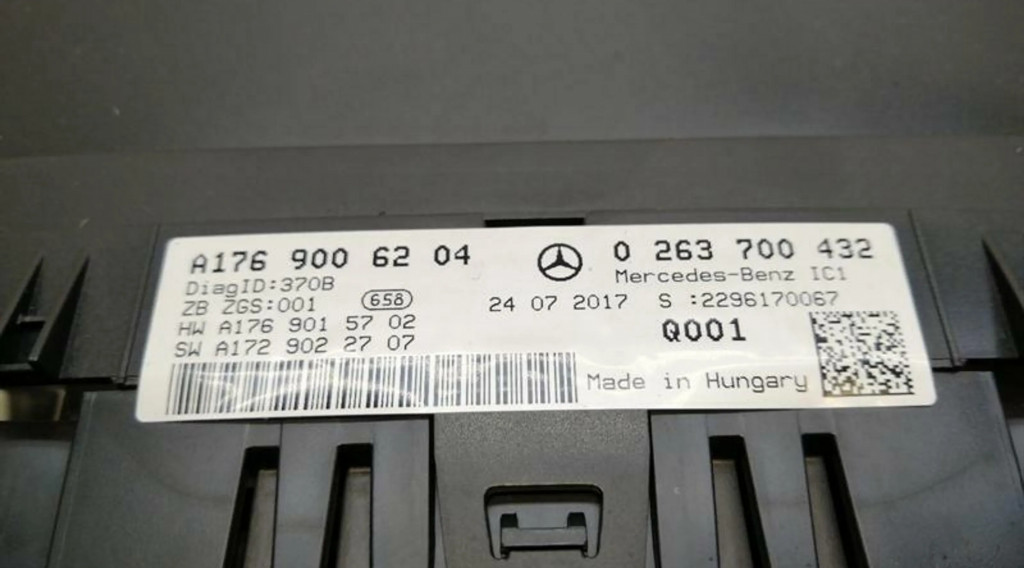 A176 900 62 04
0 263 700 432
DiagID:370B
Mercedes-Benz IC1
ZB ZGS:001
658
24 07 2017
S :2296170067
HW A176 901 57 02
Q001
SW A172 902 27 07
Made in Hungary